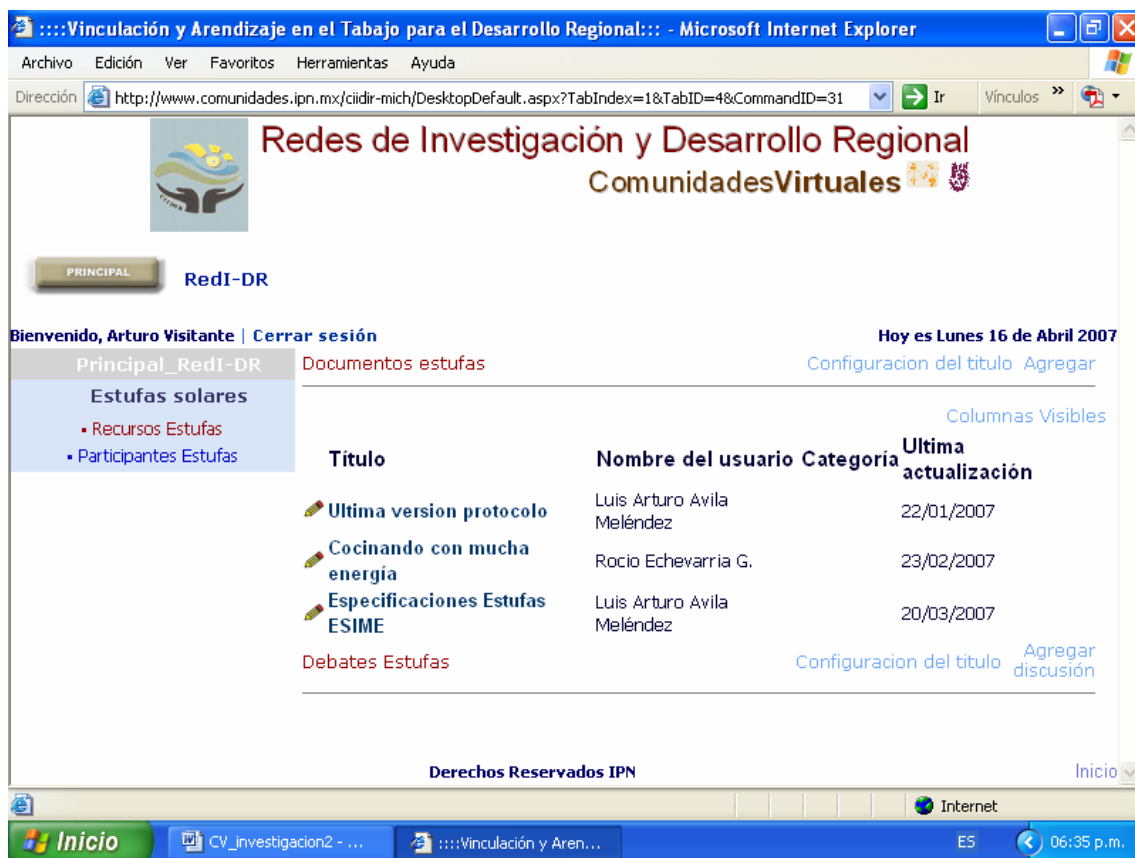 ::::Vinculación y Arendizaje en el Tabajo para el Desarrollo Regional::: - Microsoft Internet Explorer
Archivo Edición Ver Favoritos Herramientas Ayuda
Dirección http://www.comunidades.ipn.mx/ciidir-mich/DesktopDefault.aspx?TabIndex=1&TabID=4&CommandID=31 Ir Vínculos »
Redes de Investigación y Desarrollo Regional
ComunidadesVirtuales
PRINCIPAL
RedI-DR
Bienvenido, Arturo Visitante | Cerrar sesión
Hoy es Lunes 16 de Abril 2007
Principal_RedI-DR
Estufas solares
Recursos Estufas
Participantes Estufas
Documentos estufas
Configuracion del titulo Agregar
Columnas Visibles
Título Nombre del usuario Categoría Ultima
actualización
Ultima version protocolo Luis Arturo Avila
Meléndez 22/01/2007
Cocinando con mucha
energía Rocio Echevarria G. 23/02/2007
Especificaciones Estufas
ESIME Luis Arturo Avila
Meléndez 20/03/2007
Debates Estufas
Configuracion del titulo Agregar
discusión
Derechos Reservados IPN
Inicio
Internet
Inicio CV_investigacion2 - ... ::::Vinculación y Aren... ES 06:35 p.m.